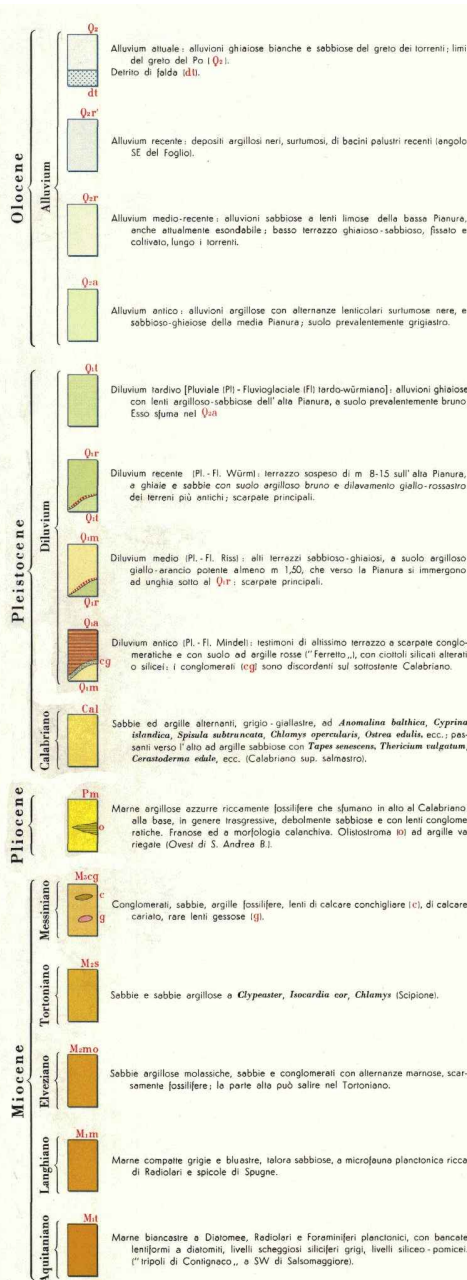 Olocene
Alluvium
Q2
dt
Alluvium attuale: alluvioni ghiaiose bianche e sabbiose del greto dei torrenti; limi
del greto del Po (Q2).
Detrito di falda (dt).
Q2r'
Alluvium recente: depositi argillosi neri, surtumosi, di bacini palustri recenti (angolo
SE del Foglio).
Q2r
Alluvium medio-recente: alluvioni sabbiose a lenti limose della bassa Pianura,
anche attualmente esondabile; basso terrazzo ghiaioso-sabbioso, fissato e
coltivato, lungo i torrenti.
Q2a
Alluvium antico: alluvioni argillose con alternanze lenticolari surtumose nere, e
sabbioso-ghiaiose della media Pianura; suolo prevalentemente grigiastro.
Pleistocene
Diluvium
Q1t
Diluvium tardivo [Pluviale (Pl) - Fluvioglaciale (Fl) tardo-würmiano]: alluvioni ghiaiose
con lenti argilloso-sabbiose dell'alta Pianura, a suolo prevalentemente bruno
Esso sfuma nel Q2a
Q1r
Q1t
Diluvium recente (Pl. - Fl. Würm): terrazzo sospeso di m 8-15 sull'alta Pianura,
a ghiaie e sabbie con suolo argilloso bruno e dilavamento giallo-rossastro
dei terreni più antichi; scarpate principali.
Q1m
Q1r
Diluvium medio (Pl. - Fl. Riss): alti terrazzi sabbioso-ghiaiosi, a suolo argilloso
giallo-arancio potente almeno m 1,50, che verso la Pianura si immergono
ad unghia sotto al Q1r; scarpate principali.
Q1a
cg
Q1m
Diluvium antico (Pl. - Fl. Mindel): testimoni di altissimo terrazzo a scarpate conglo-
meratiche e con suolo ad argille rosse ("Ferretto„), con ciottoli silicati alterati
o silicei: i conglomerati (cg) sono discordanti sul sottostante Calabriano.
Calabriano
Cal
Sabbie ed argille alternanti, grigio-giallastre, ad Anomalina balthica, Cyprina
islandica, Spisula subtruncata, Chlamys opercularis, Ostrea edulis, ecc.; pas-
santi verso l'alto ad argille sabbiose con Tapes senescens, Thericium vulgatum,
Cerastoderma edule, ecc. (Calabriano sup. salmastro).
Pliocene
Pm
o
Marne argillose azzurre riccamente fossilifere che sfumano in alto al Calabriano
alla base, in genere trasgressive, debolmente sabbiose e con lenti conglome
ratiche. Franose ed a morfologia calanchiva. Olistostroma (o) ad argille va
riegate (Ovest di S. Andrea B.).
Miocene
Messiniano
M3cg
c
g
Conglomerati, sabbie, argille fossilifere, lenti di calcare conchigliare (c), di calcare
cariato, rare lenti gessose (g).
Tortoniano
M2s
Sabbie e sabbie argillose a Clypeaster, Isocardia cor, Chlamys (Scipione).
Elveziano
M2mo
Sabbie argillose molassiche, sabbie e conglomerati con alternanze marnose, scar-
samente fossilifere; la parte alta può salire nel Tortoniano.
Langhiano
M1m
Marne compatte grigie e bluastre, talora sabbiose, a microfauna planctonica ricca
di Radiolari e spicole di Spugne.
Aquitaniano
M1t
Marne biancastre a Diatomee, Radiolari e Foraminiferi planctonici, con bancate
lentiformi a diatomiti, livelli scheggiosi siliciferi grigi, livelli siliceo-pomicei.
("tripoli di Contignaco„ a SW di Salsomaggiore).